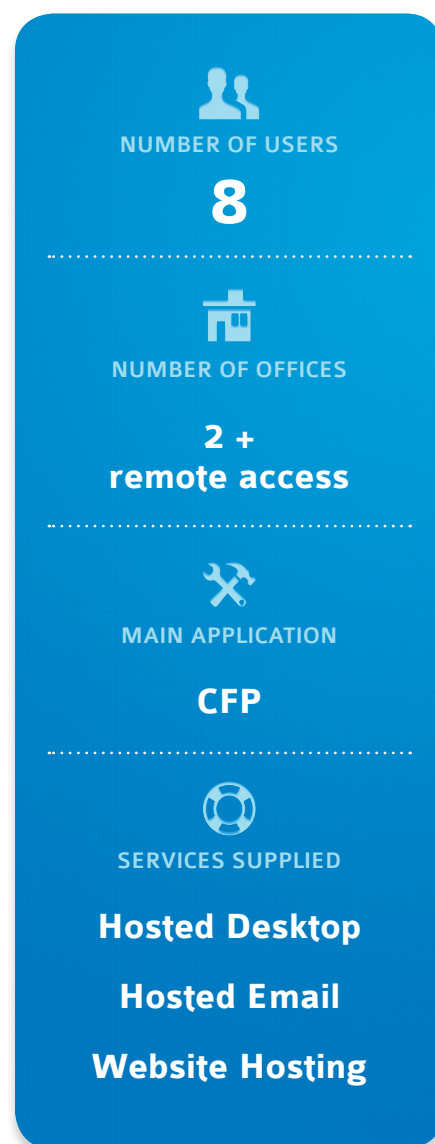 NUMBER OF USERS
8
NUMBER OF OFFICES
2 +
remote access
MAIN APPLICATION
CFP
SERVICES SUPPLIED
Hosted Desktop
Hosted Email
Website Hosting